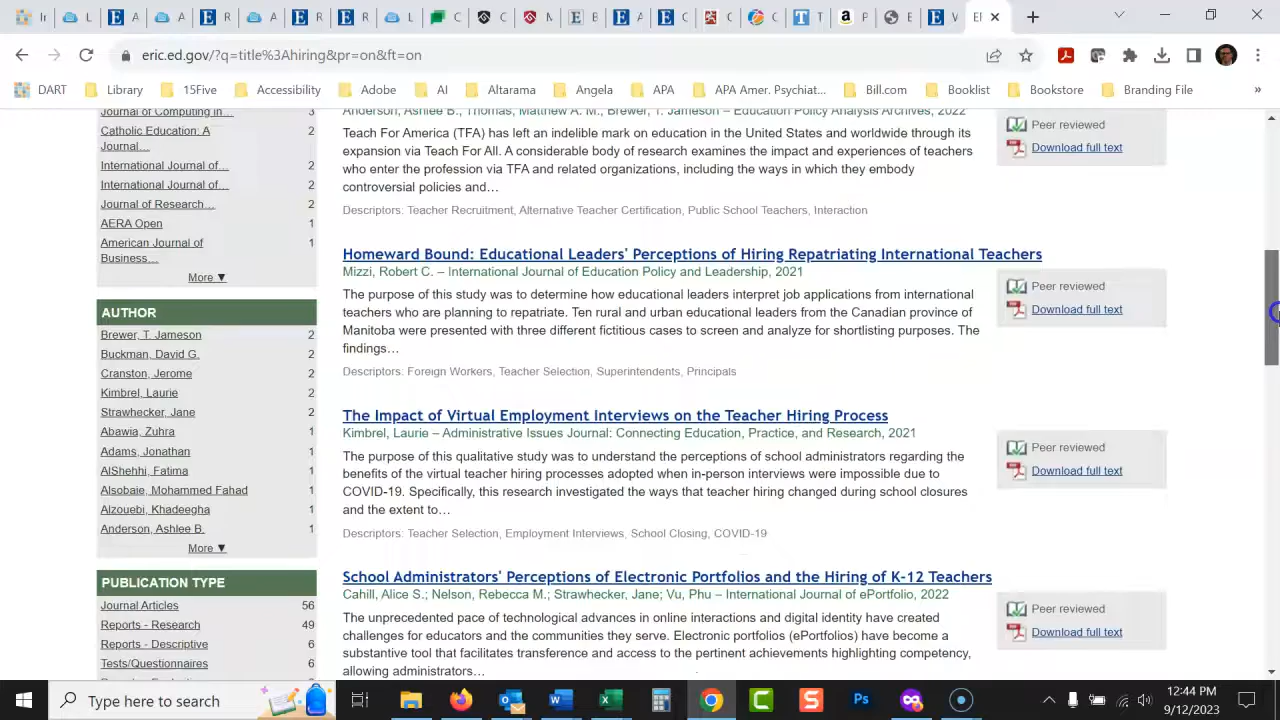 eric.ed.gov/?q=title%3Ahiring&pr=on&ft=on
DART Library 15Five Accessibility Adobe AI Altarama Angela APA APA Amer. Psychiat... Bill.com Booklist Bookstore Branding File »
Journal of Computing in... 3
Catholic Education: A Journal... 2
International Journal of... 2
International Journal of... 2
Journal of Research... 2
AERA Open 1
American Journal of Business... 1
More ▼
AUTHOR
Brewer, T. Jameson 2
Buckman, David G. 2
Cranston, Jerome 2
Kimbrel, Laurie 2
Strawhecker, Jane 2
Abawia, Zuhra 1
Adams, Jonathan 1
AlShehhi, Fatima 1
Alsobaie, Mohammed Fahad 1
Alzouebi, Khadeegha 1
Anderson, Ashlee B. 1
More ▼
PUBLICATION TYPE
Journal Articles 56
Reports - Research 49
Reports - Descriptive 6
Tests/Questionnaires 6
Anderson, Ashlee B.; Thomas, Matthew A. M.; Brewer, T. Jameson – Education Policy Analysis Archives, 2022
Teach For America (TFA) has left an indelible mark on education in the United States and worldwide through its
expansion via Teach For All. A considerable body of research examines the impact and experiences of teachers
who enter the profession via TFA and related organizations, including the ways in which they embody
controversial policies and…
Descriptors: Teacher Recruitment, Alternative Teacher Certification, Public School Teachers, Interaction
Peer reviewed
Download full text
Homeward Bound: Educational Leaders' Perceptions of Hiring Repatriating International Teachers
Mizzi, Robert C. – International Journal of Education Policy and Leadership, 2021
The purpose of this study was to determine how educational leaders interpret job applications from international
teachers who are planning to repatriate. Ten rural and urban educational leaders from the Canadian province of
Manitoba were presented with three different fictitious cases to screen and analyze for shortlisting purposes. The
findings…
Descriptors: Foreign Workers, Teacher Selection, Superintendents, Principals
Peer reviewed
Download full text
The Impact of Virtual Employment Interviews on the Teacher Hiring Process
Kimbrel, Laurie – Administrative Issues Journal: Connecting Education, Practice, and Research, 2021
The purpose of this qualitative study was to understand the perceptions of school administrators regarding the
benefits of the virtual teacher hiring processes adopted when in-person interviews were impossible due to
COVID-19. Specifically, this research investigated the ways that teacher hiring changed during school closures
and the extent to…
Descriptors: Teacher Selection, Employment Interviews, School Closing, COVID-19
Peer reviewed
Download full text
School Administrators' Perceptions of Electronic Portfolios and the Hiring of K-12 Teachers
Cahill, Alice S.; Nelson, Rebecca M.; Strawhecker, Jane; Vu, Phu – International Journal of ePortfolio, 2022
The unprecedented pace of technological advances in online interactions and digital identity have created
challenges for educators and the communities they serve. Electronic portfolios (ePortfolios) have become a
substantive tool that facilitates transference and access to the pertinent achievements highlighting competency,
allowing administrators…
Peer reviewed
Download full text
Type here to search
12:44 PM
9/12/2023